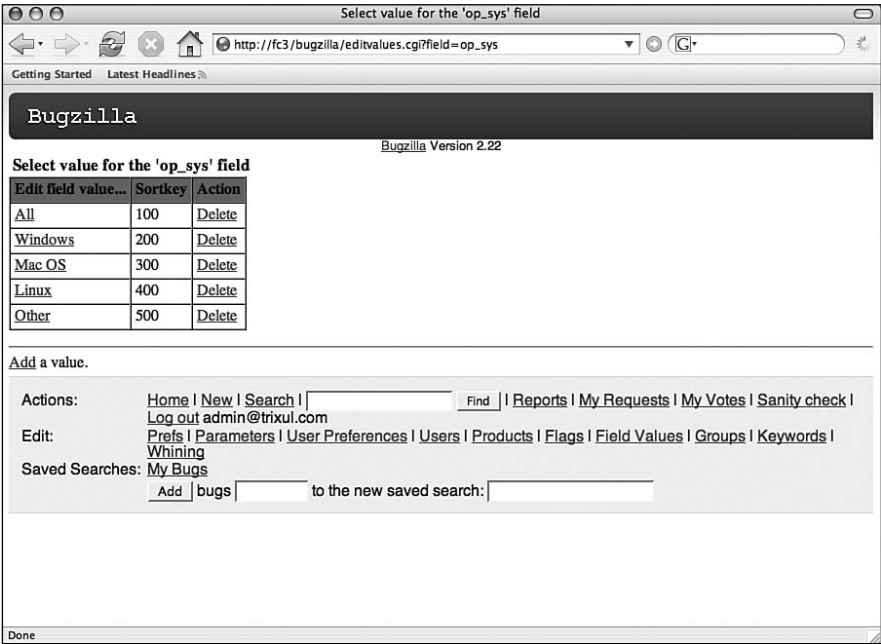 Select value for the 'op_sys' field
http://fc3/bugzilla/editvalues.cgi?field=op_sys
G
Getting Started Latest Headlines
Bugzilla
Bugzilla Version 2.22
Select value for the 'op_sys' field
Edit field value... Sortkey Action
All 100 Delete
Windows 200 Delete
Mac OS 300 Delete
Linux 400 Delete
Other 500 Delete
Add a value.
Actions: Home | New | Search | Find | Reports | My Requests | My Votes | Sanity check |
Log out admin@trixul.com
Edit: Prefs | Parameters | User Preferences | Users | Products | Flags | Field Values | Groups | Keywords |
Whining
Saved Searches: My Bugs
Add bugs to the new saved search:
Done